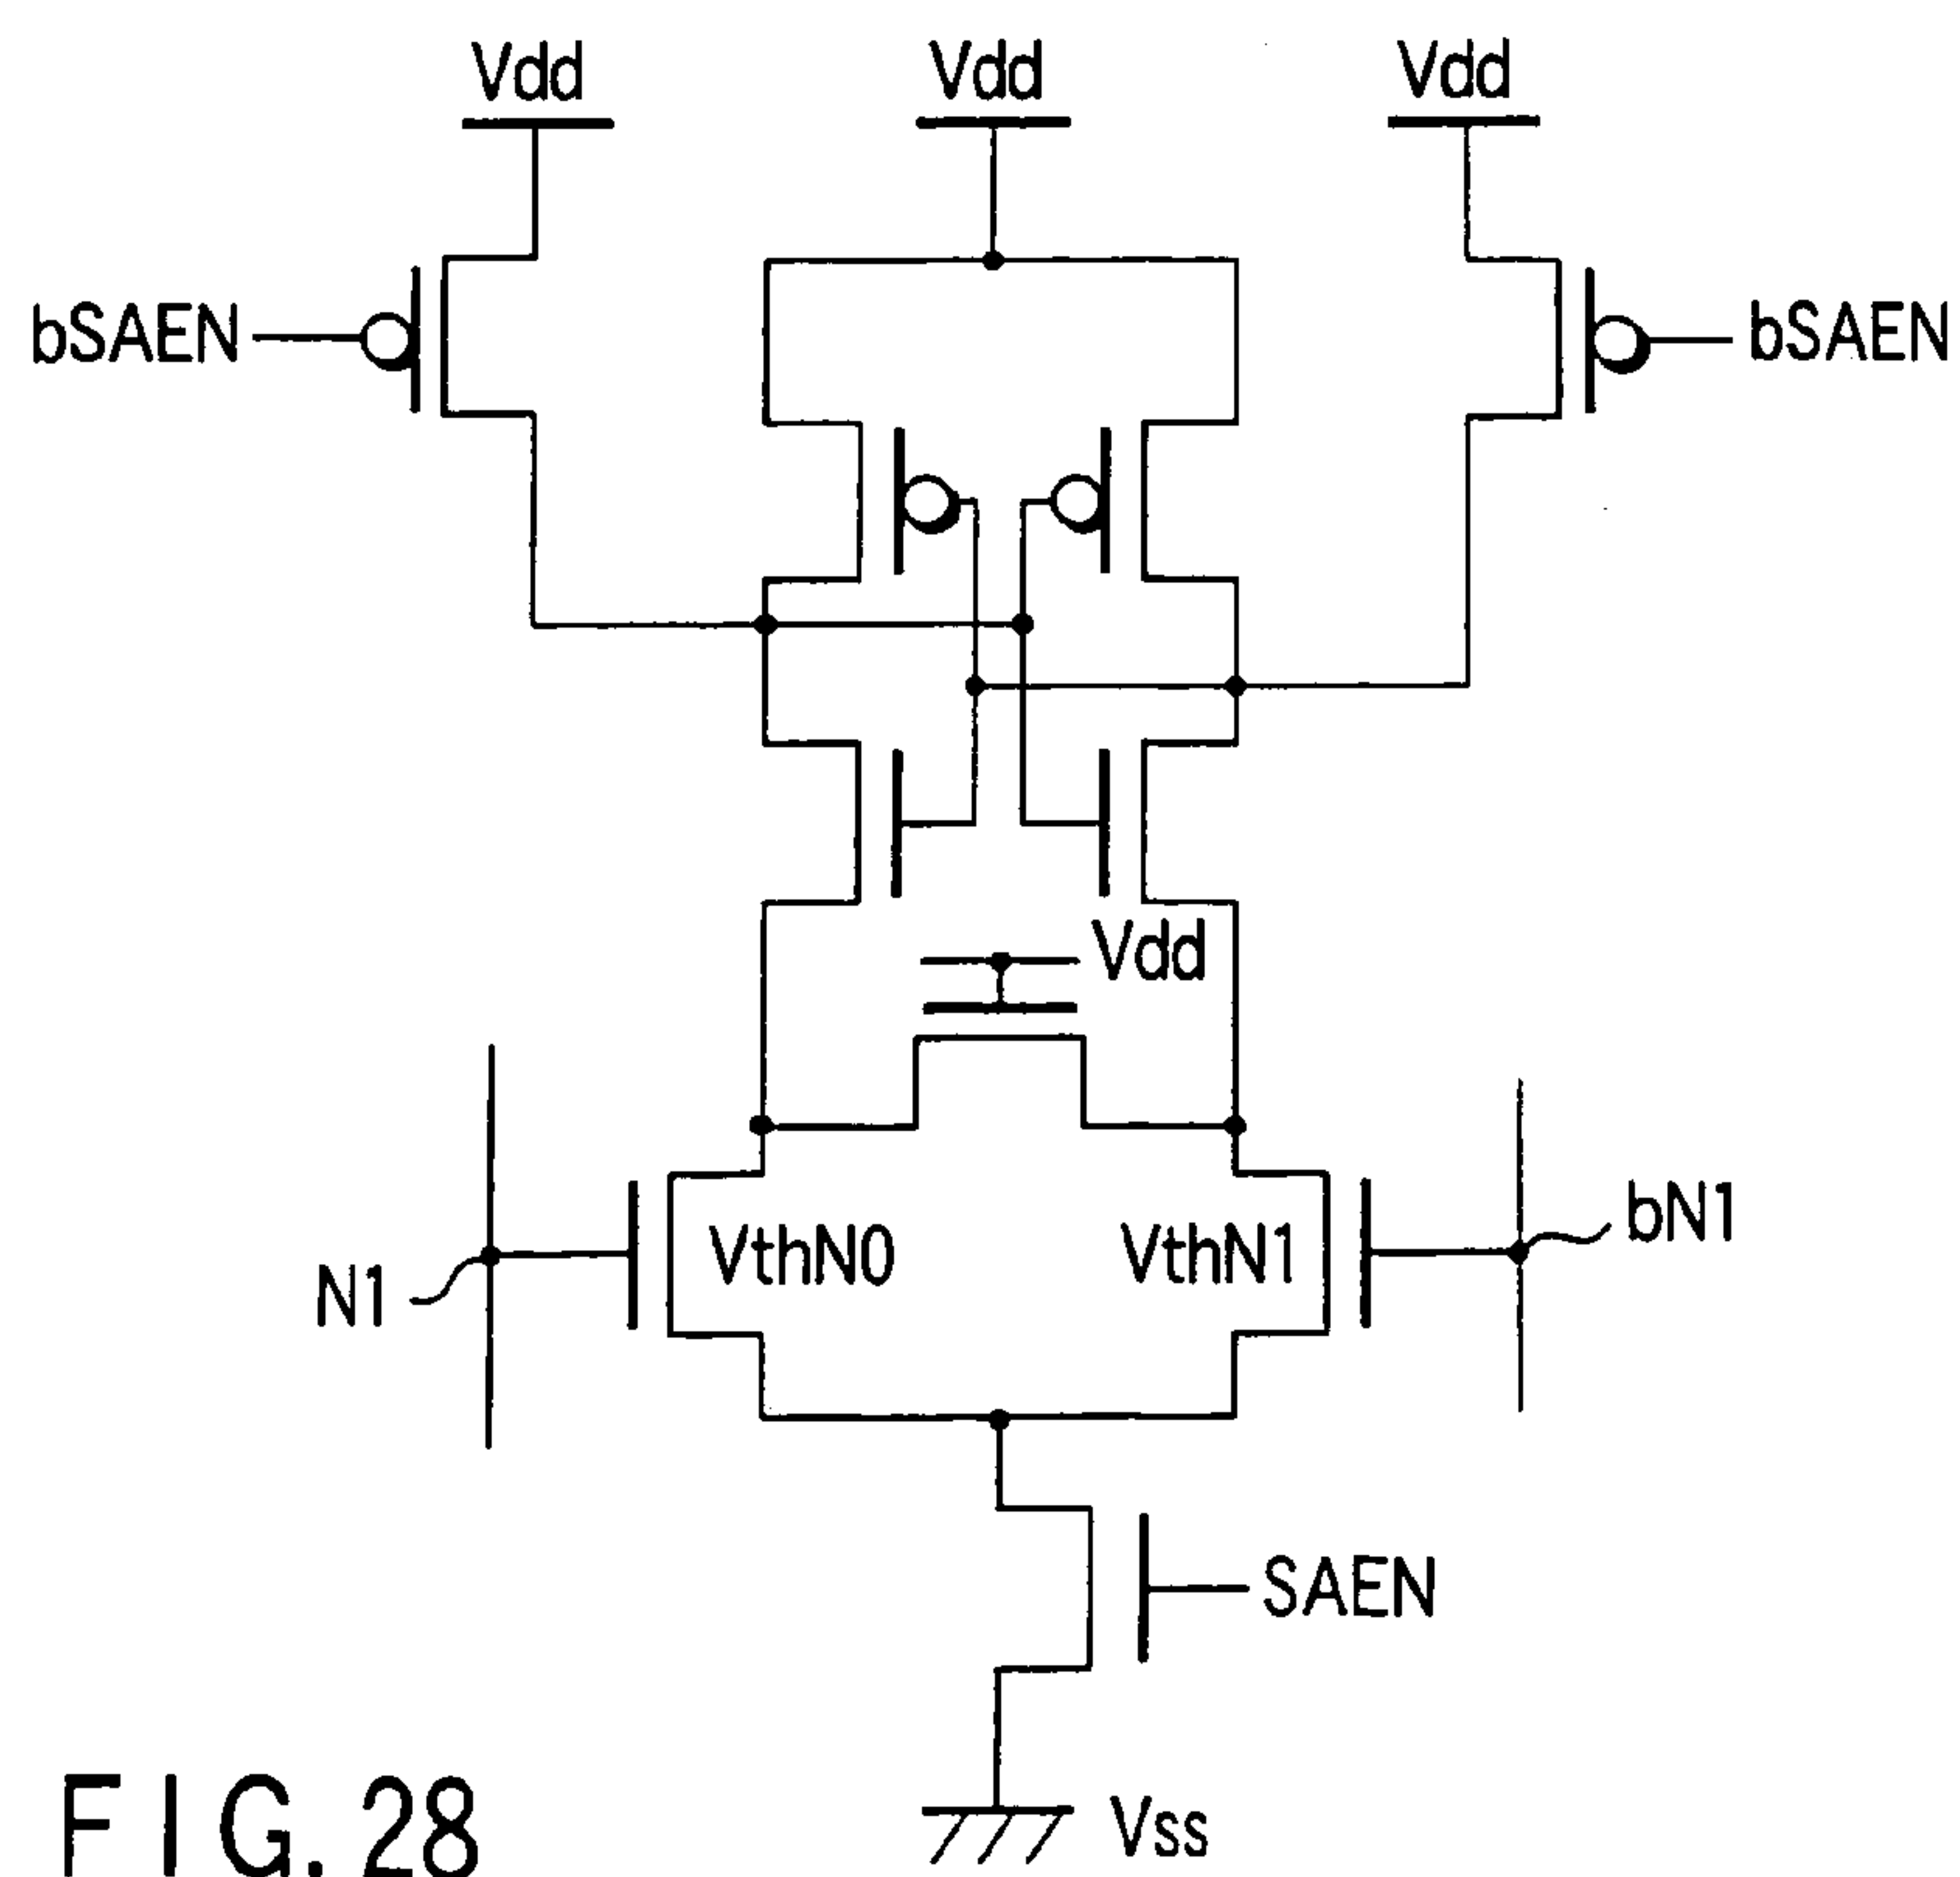 Vdd Vdd Vdd
bSAEN bSAEN
Vdd
bN1
VthN0 VthN1
N1
SAEN
Vss
FIG. 28